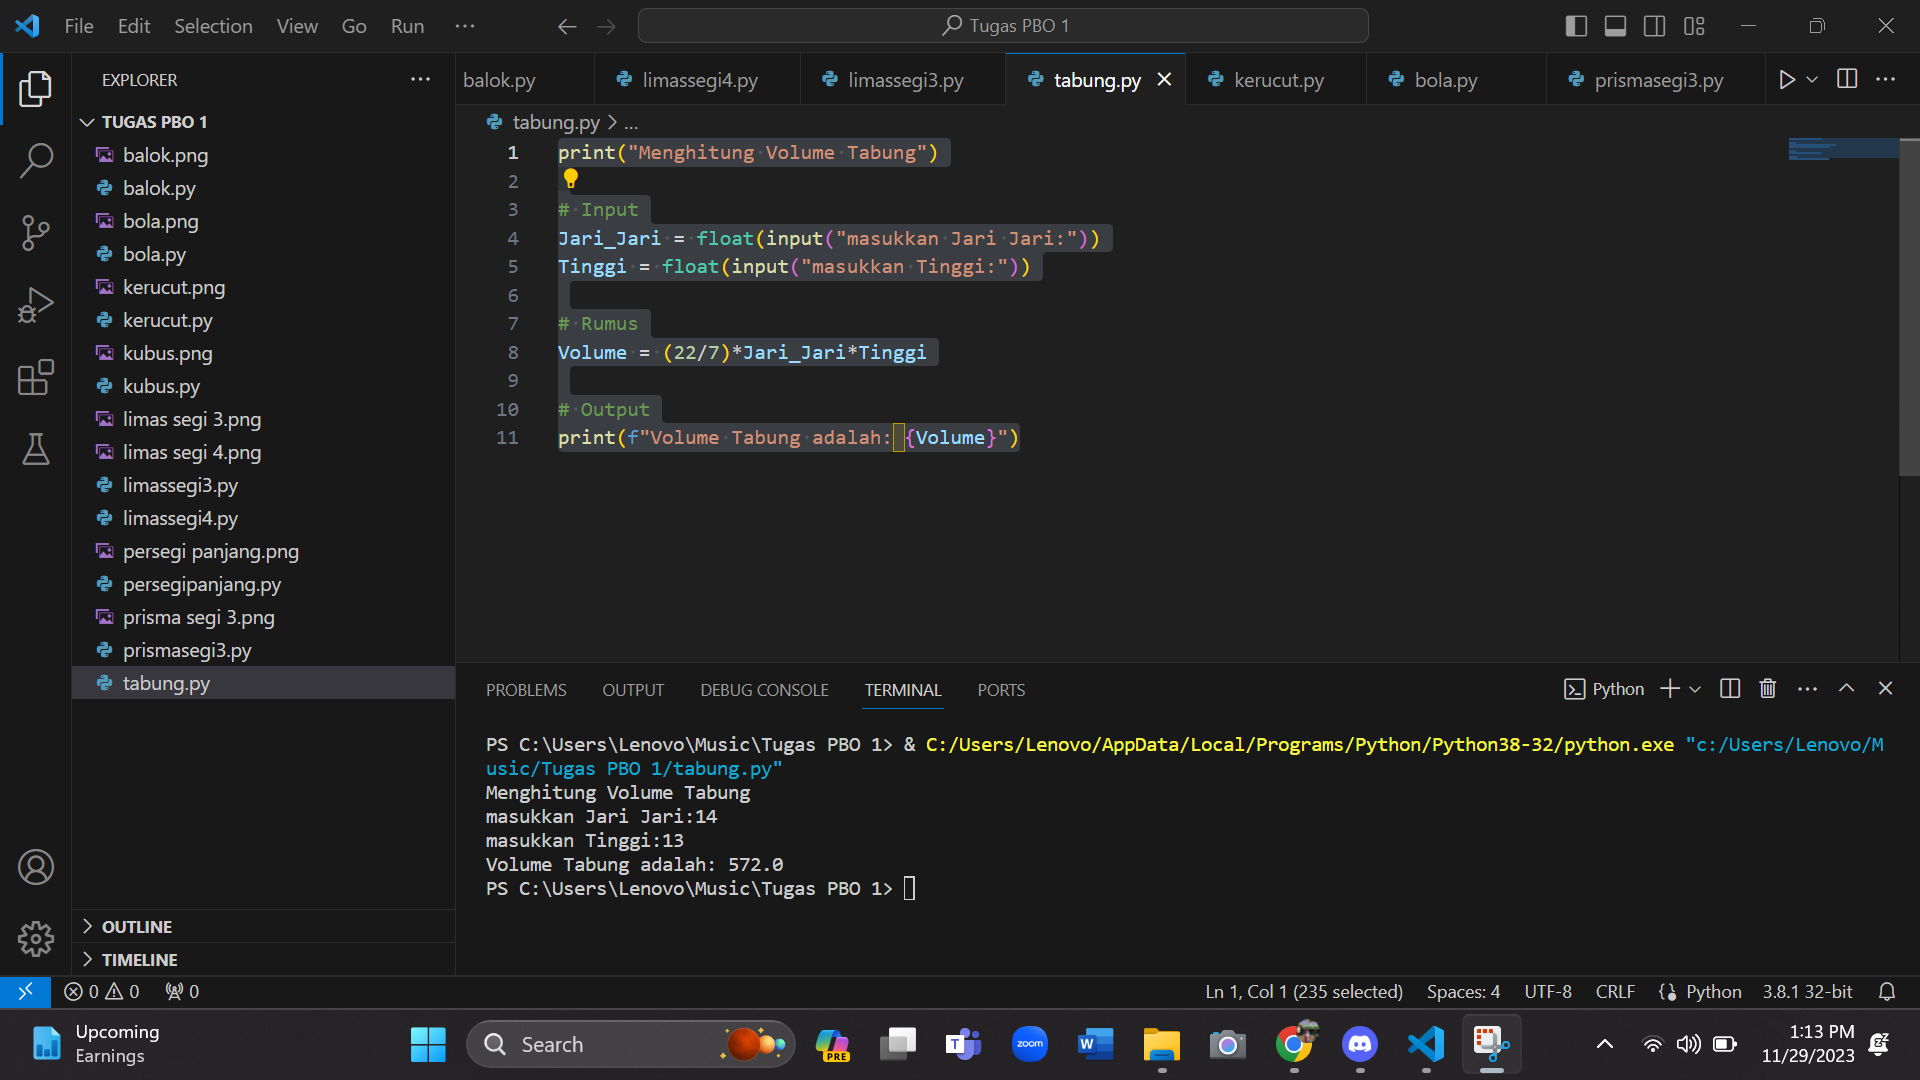 File Edit Selection View Go Run ···
Tugas PBO 1
EXPLORER
TUGAS PBO 1
balok.png
balok.py
bola.png
bola.py
kerucut.png
kerucut.py
kubus.png
kubus.py
limas segi 3.png
limas segi 4.png
limassegi3.py
limassegi4.py
persegi panjang.png
persegipanjang.py
prisma segi 3.png
prismasegi3.py
tabung.py
OUTLINE
TIMELINE
balok.py limassegi4.py limassegi3.py tabung.py kerucut.py bola.py prismasegi3.py
tabung.py > ...
1 print("Menghitung Volume Tabung")
2
3 # Input
4 Jari_Jari = float(input("masukkan Jari Jari:"))
5 Tinggi = float(input("masukkan Tinggi:"))
6
7 # Rumus
8 Volume = (22/7)*Jari_Jari*Tinggi
9
10 # Output
11 print(f"Volume Tabung adalah: {Volume}")
PROBLEMS OUTPUT DEBUG CONSOLE TERMINAL PORTS
Python
PS C:\Users\Lenovo\Music\Tugas PBO 1> & C:/Users/Lenovo/AppData/Local/Programs/Python/Python38-32/python.exe "c:/Users/Lenovo/M
usic/Tugas PBO 1/tabung.py"
Menghitung Volume Tabung
masukkan Jari Jari:14
masukkan Tinggi:13
Volume Tabung adalah: 572.0
PS C:\Users\Lenovo\Music\Tugas PBO 1>
0 0 0
Ln 1, Col 1 (235 selected) Spaces: 4 UTF-8 CRLF Python 3.8.1 32-bit
Upcoming
Earnings
Search
PRE
T
zoom
W
1:13 PM
11/29/2023